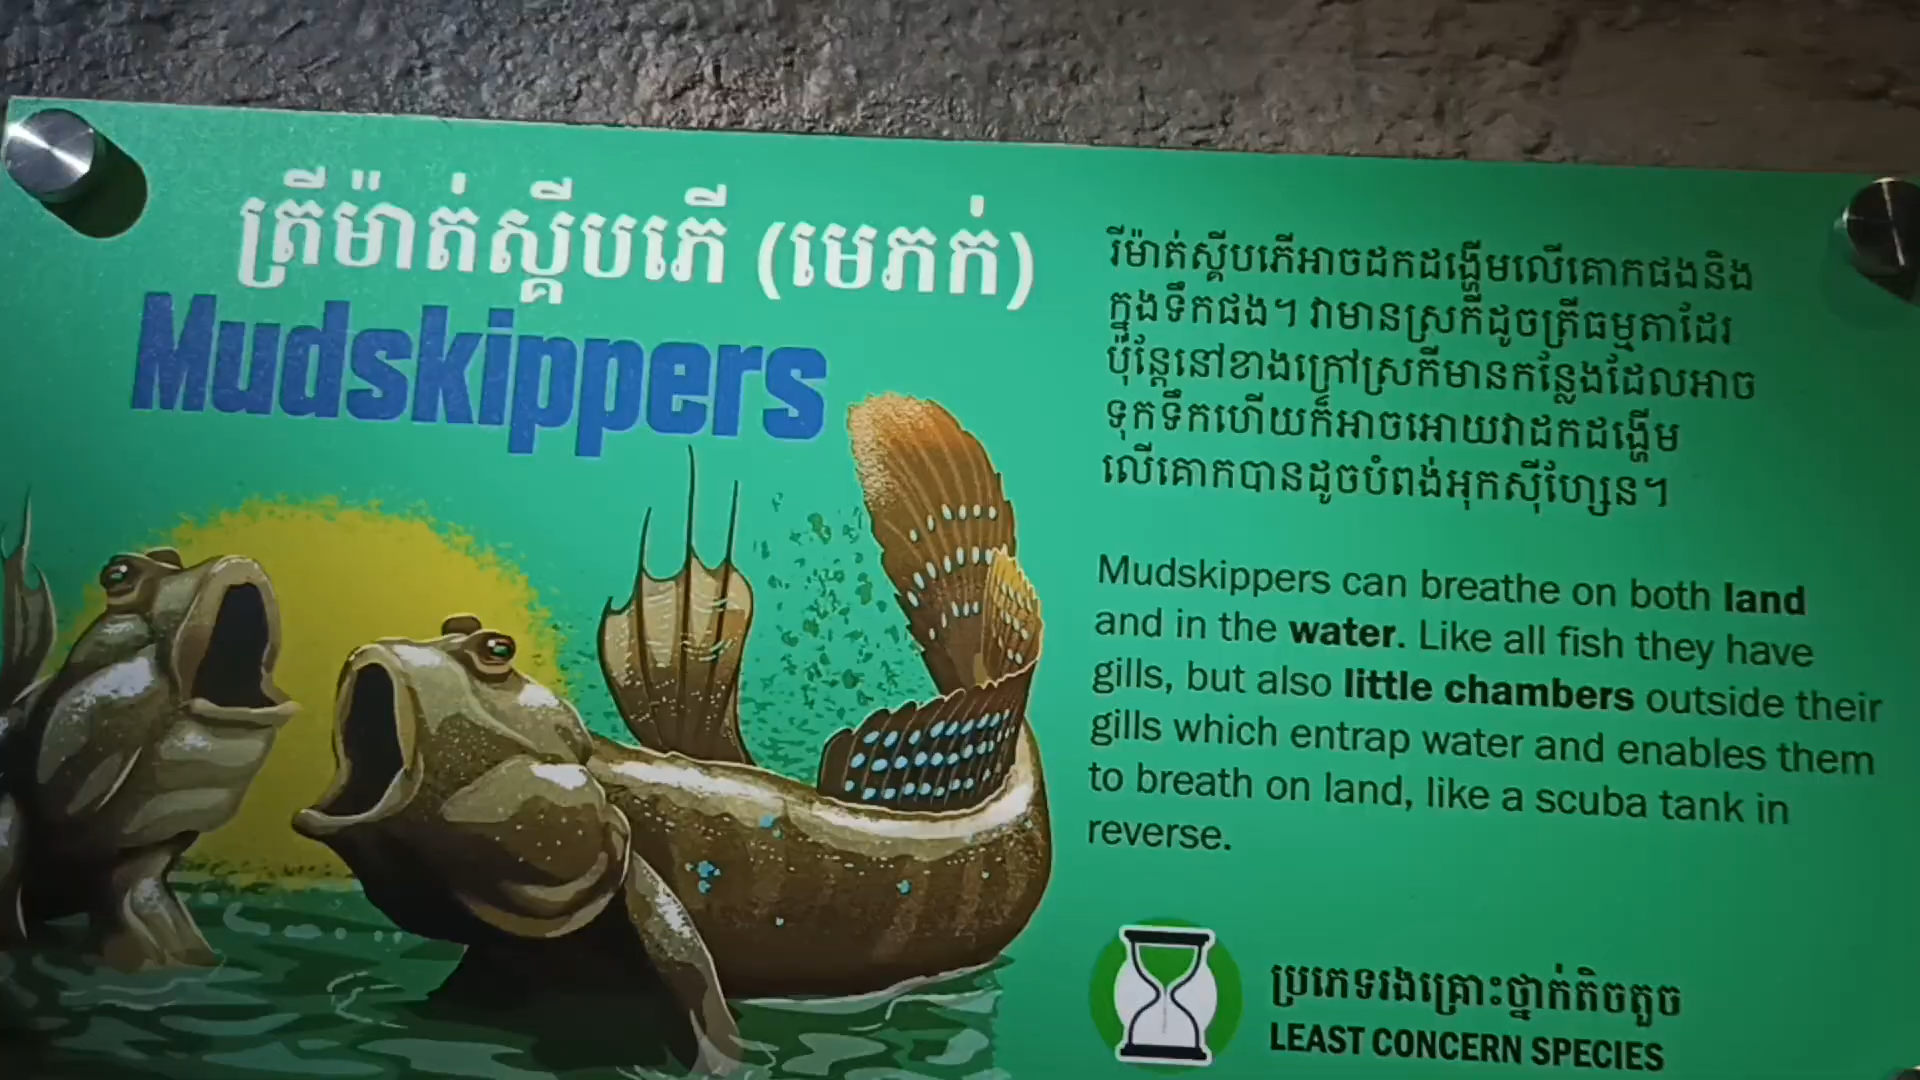 ត្រីម៉ាត់ស្គីបភើ (មេភក់)
Mudskippers
រីម៉ាត់ស្គីបភើអាចដកដង្ហើមលើគោកផងនិង
ក្នុងទឹកផង។ វាមានស្រកីដូចត្រីធម្មតាដែរ
ប៉ុន្តែនៅខាងក្រៅស្រកីមានកន្លែងដែលអាច
ទុកទឹកហើយក៏អាចអោយវាដកដង្ហើម
លើគោកបានដូចបំពង់អុកស៊ីហ្សែន។
Mudskippers can breathe on both land
and in the water. Like all fish they have
gills, but also little chambers outside their
gills which entrap water and enables them
to breath on land, like a scuba tank in
reverse.
ប្រភេទរងគ្រោះថ្នាក់តិចតួច
LEAST CONCERN SPECIES